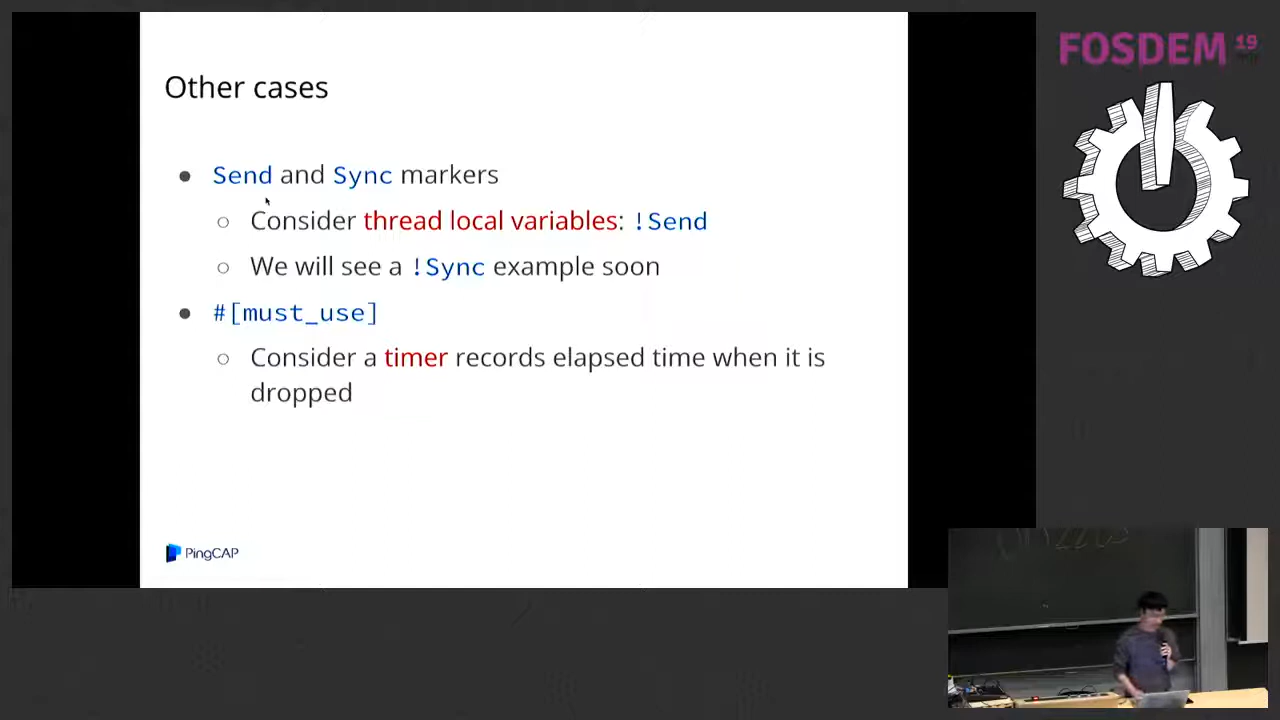 FOSDEM 19
Other cases
● Send and Sync markers
○ Consider thread local variables: !Send
○ We will see a !Sync example soon
● #[must_use]
○ Consider a timer records elapsed time when it is
dropped
PingCAP